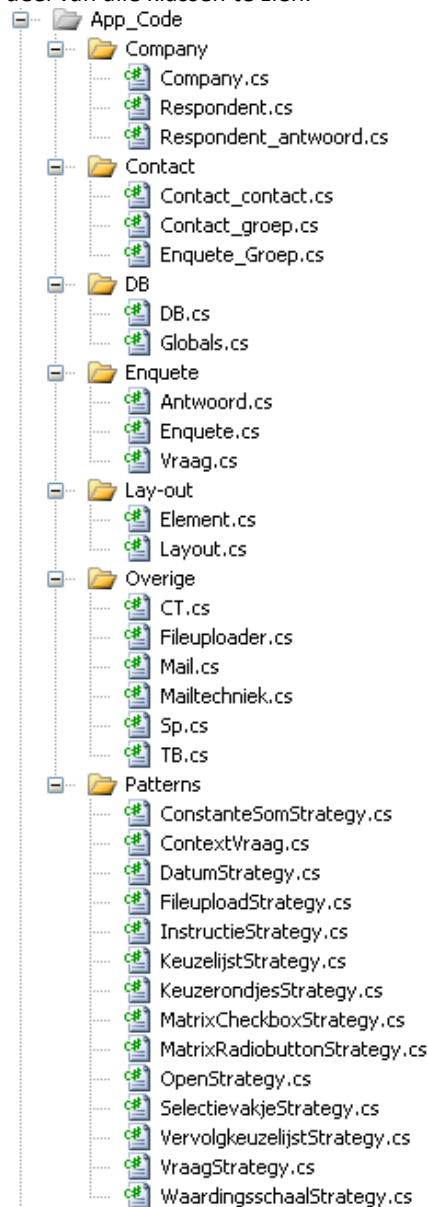 App_Code
Company
Company.cs
Respondent.cs
Respondent_antwoord.cs
Contact
Contact_contact.cs
Contact_groep.cs
Enquete_Groep.cs
DB
DB.cs
Globals.cs
Enquete
Antwoord.cs
Enquete.cs
Vraag.cs
Lay-out
Element.cs
Layout.cs
Overige
CT.cs
Fileuploader.cs
Mail.cs
Mailtechniek.cs
Sp.cs
TB.cs
Patterns
ConstanteSomStrategy.cs
ContextVraag.cs
DatumStrategy.cs
FileuploadStrategy.cs
InstructieStrategy.cs
KeuzelijstStrategy.cs
KeuzerondjesStrategy.cs
MatrixCheckboxStrategy.cs
MatrixRadiobuttonStrategy.cs
OpenStrategy.cs
SelectievakjeStrategy.cs
VervolgkeuzelijstStrategy.cs
VraagStrategy.cs
WaardingsschaalStrategy.cs